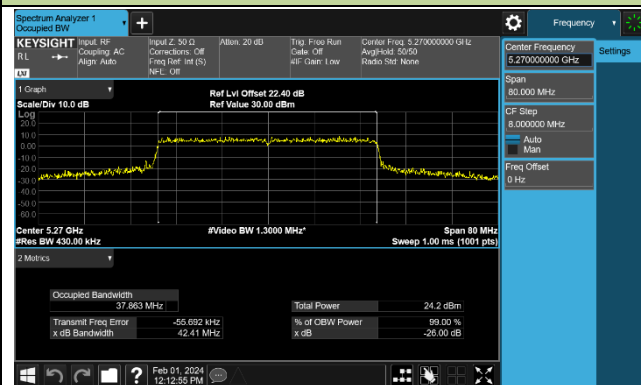 Spectrum Analyzer 1
Occupied BW
Frequency
KEYSIGHT
Input: RF
Coupling: AC
Align: Auto
Input Z: 50 Ω
Corrections: Off
Freq Ref: Int (S)
NFE: Off
Atten: 20 dB
Trig: Free Run
Gate: Off
#IF Gain: Low
Center Freq: 5.270000000 GHz
Avg|Hold: 50/50
Radio Std: None
RL
LXI
1 Graph
Scale/Div 10.0 dB
Ref Lvl Offset 22.40 dB
Ref Value 30.00 dBm
Log
20.0
10.0
0.00
-10.0
-20.0
-30.0
-40.0
-50.0
-60.0
Center 5.27 GHz
#Res BW 430.00 kHz
#Video BW 1.3000 MHz*
Span 80 MHz
Sweep 1.00 ms (1001 pts)
2 Metrics
Occupied Bandwidth
37.863 MHz
Total Power 24.2 dBm
Transmit Freq Error -55.692 kHz
% of OBW Power 99.00 %
x dB Bandwidth 42.41 MHz
x dB -26.00 dB
Center Frequency
5.270000000 GHz
Settings
Span
80.000 MHz
CF Step
8.000000 MHz
Auto
Man
Freq Offset
0 Hz
Feb 01, 2024
12:12:55 PM